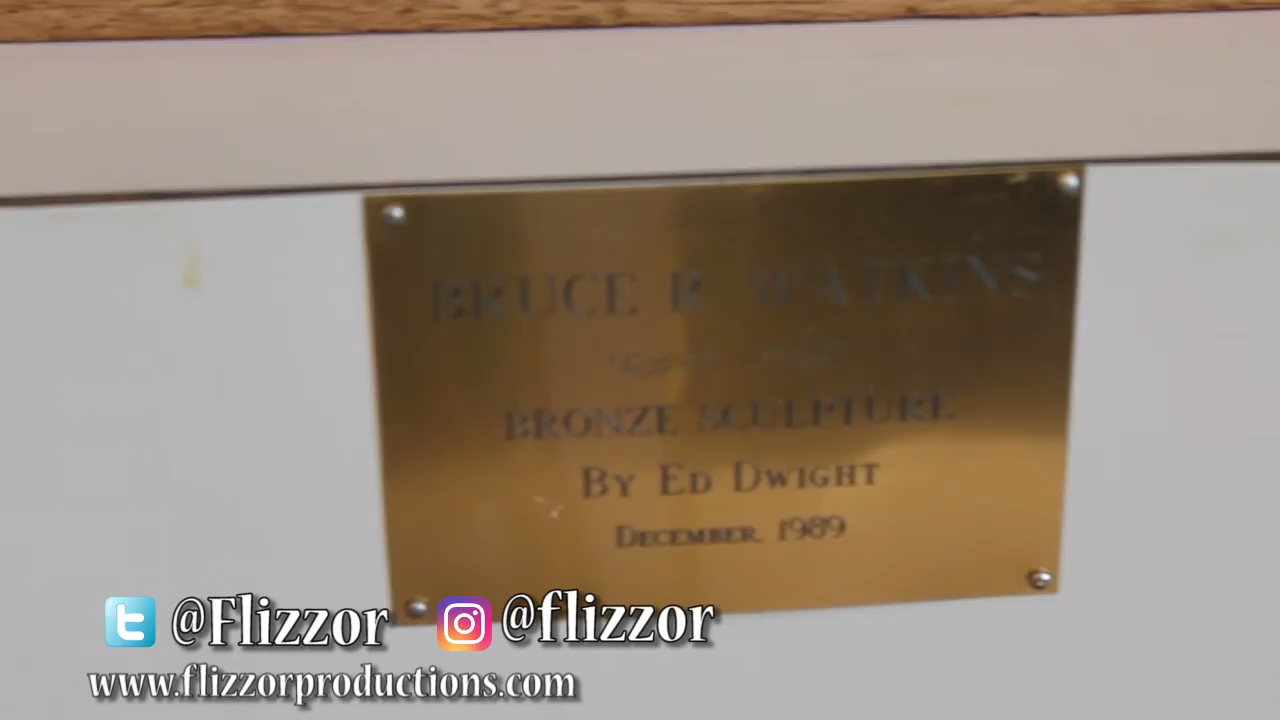 BRUCE R WATKINS
BRONZE SCULPTURE
BY ED DWIGHT
DECEMBER, 1989
@Flizzor @flizzor
www.flizzorproductions.com